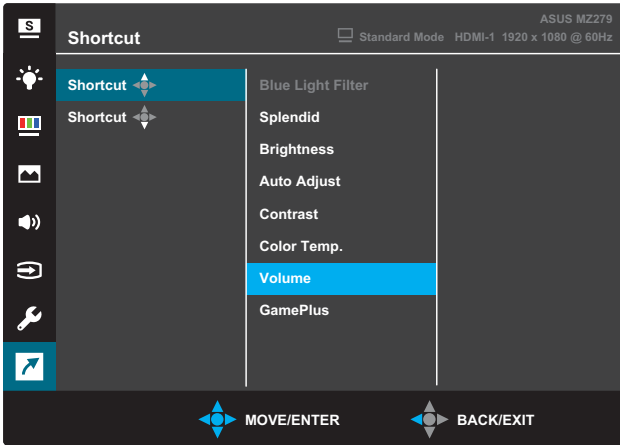 S
ASUS MZ279
Shortcut
Standard Mode HDMI-1 1920 x 1080 @ 60Hz
Shortcut
Shortcut
Blue Light Filter
Splendid
Brightness
Auto Adjust
Contrast
Color Temp.
Volume
GamePlus
MOVE/ENTER
BACK/EXIT